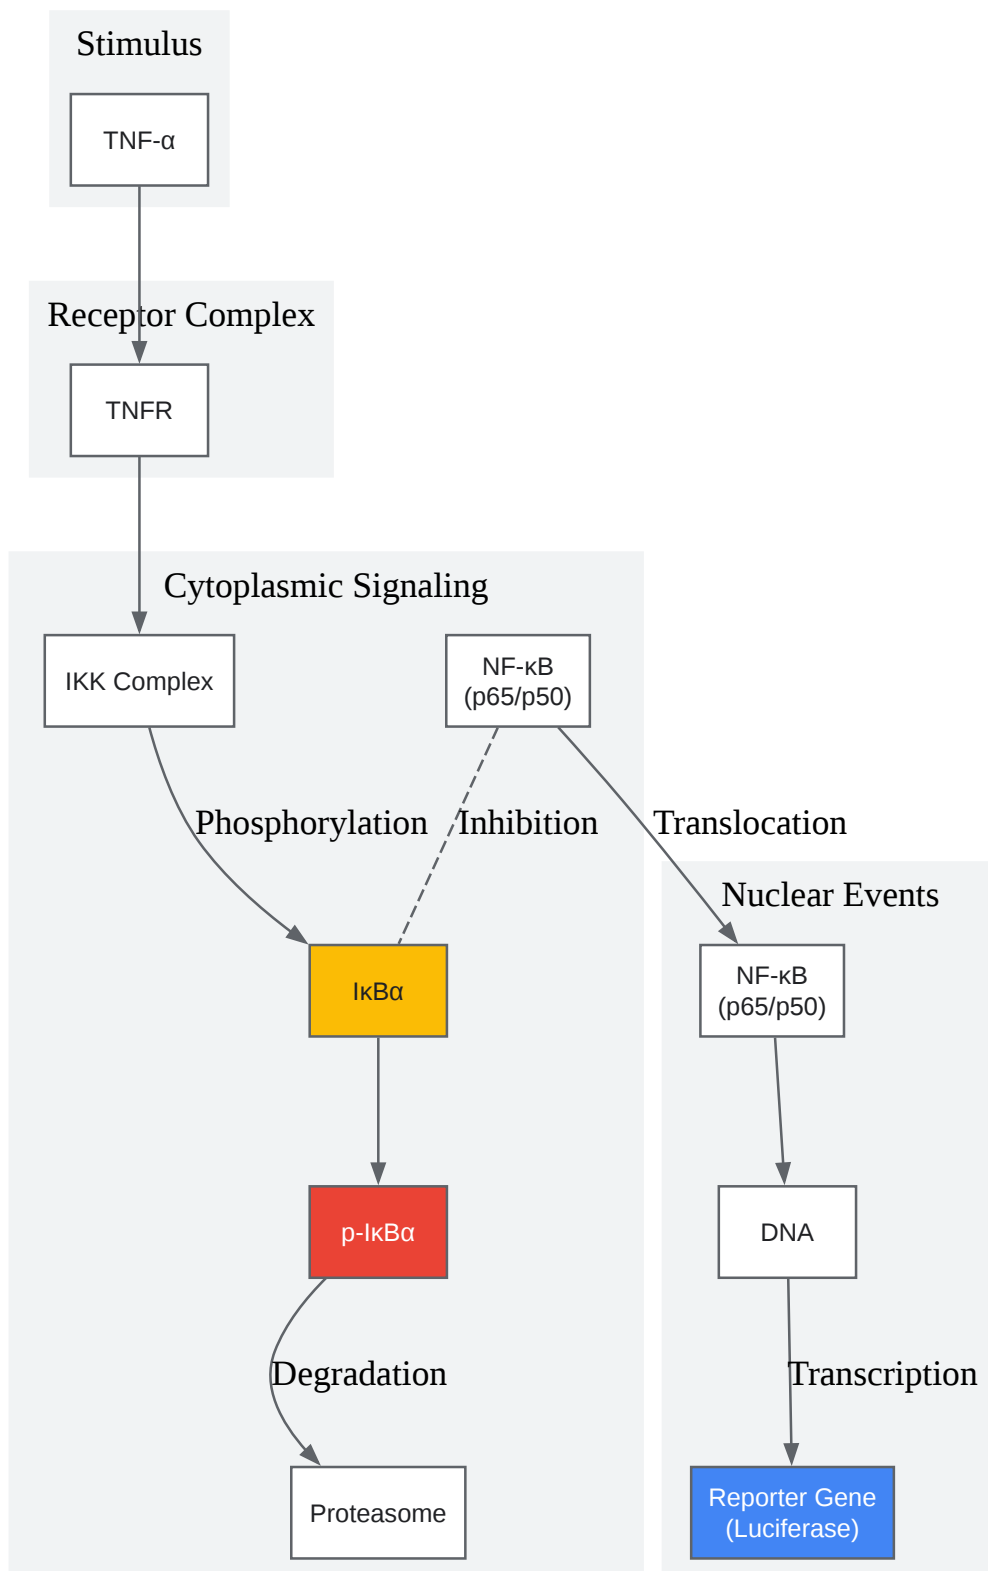 Stimulus
TNF-α
Receptor Complex
TNFR
Cytoplasmic Signaling
IKK Complex
NF-κB
(p65/p50)
Phosphorylation
Inhibition
Translocation
Nuclear Events
IκBα
NF-κB
(p65/p50)
p-IκBα
DNA
Degradation
Transcription
Proteasome
Reporter Gene
(Luciferase)